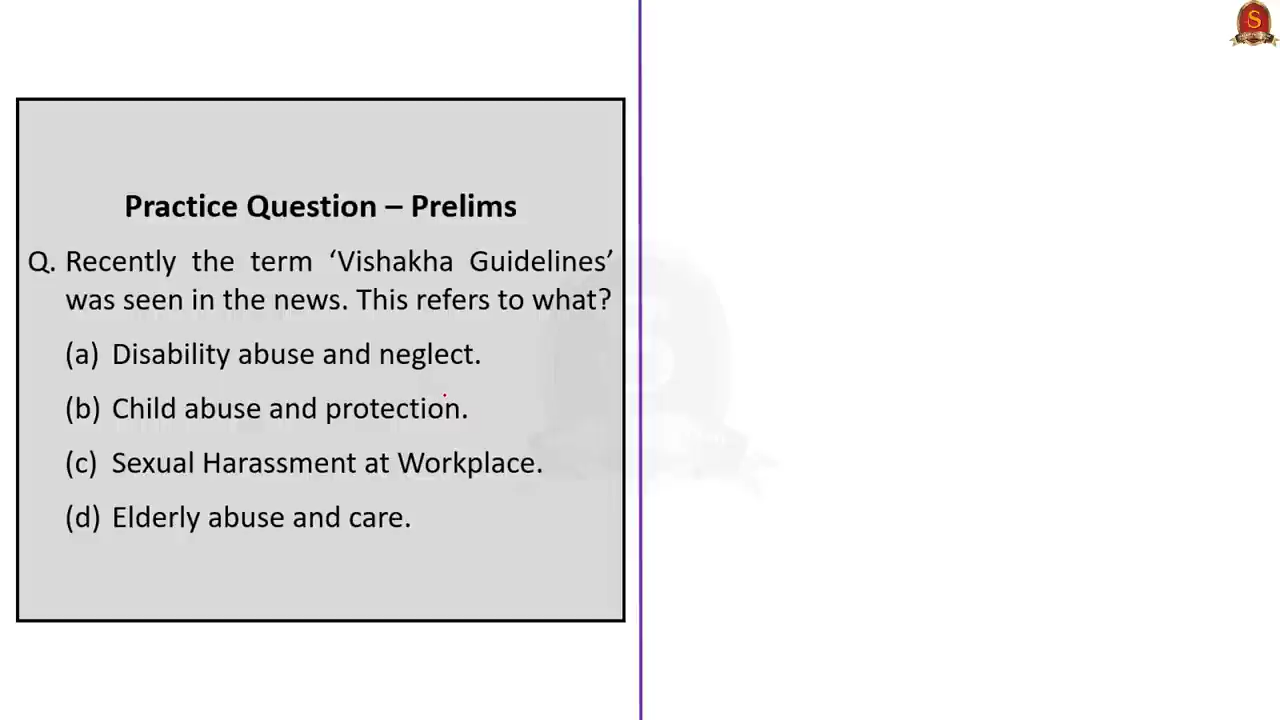 S
Practice Question – Prelims
Q. Recently the term ‘Vishakha Guidelines’
was seen in the news. This refers to what?
(a) Disability abuse and neglect.
(b) Child abuse and protection.
(c) Sexual Harassment at Workplace.
(d) Elderly abuse and care.